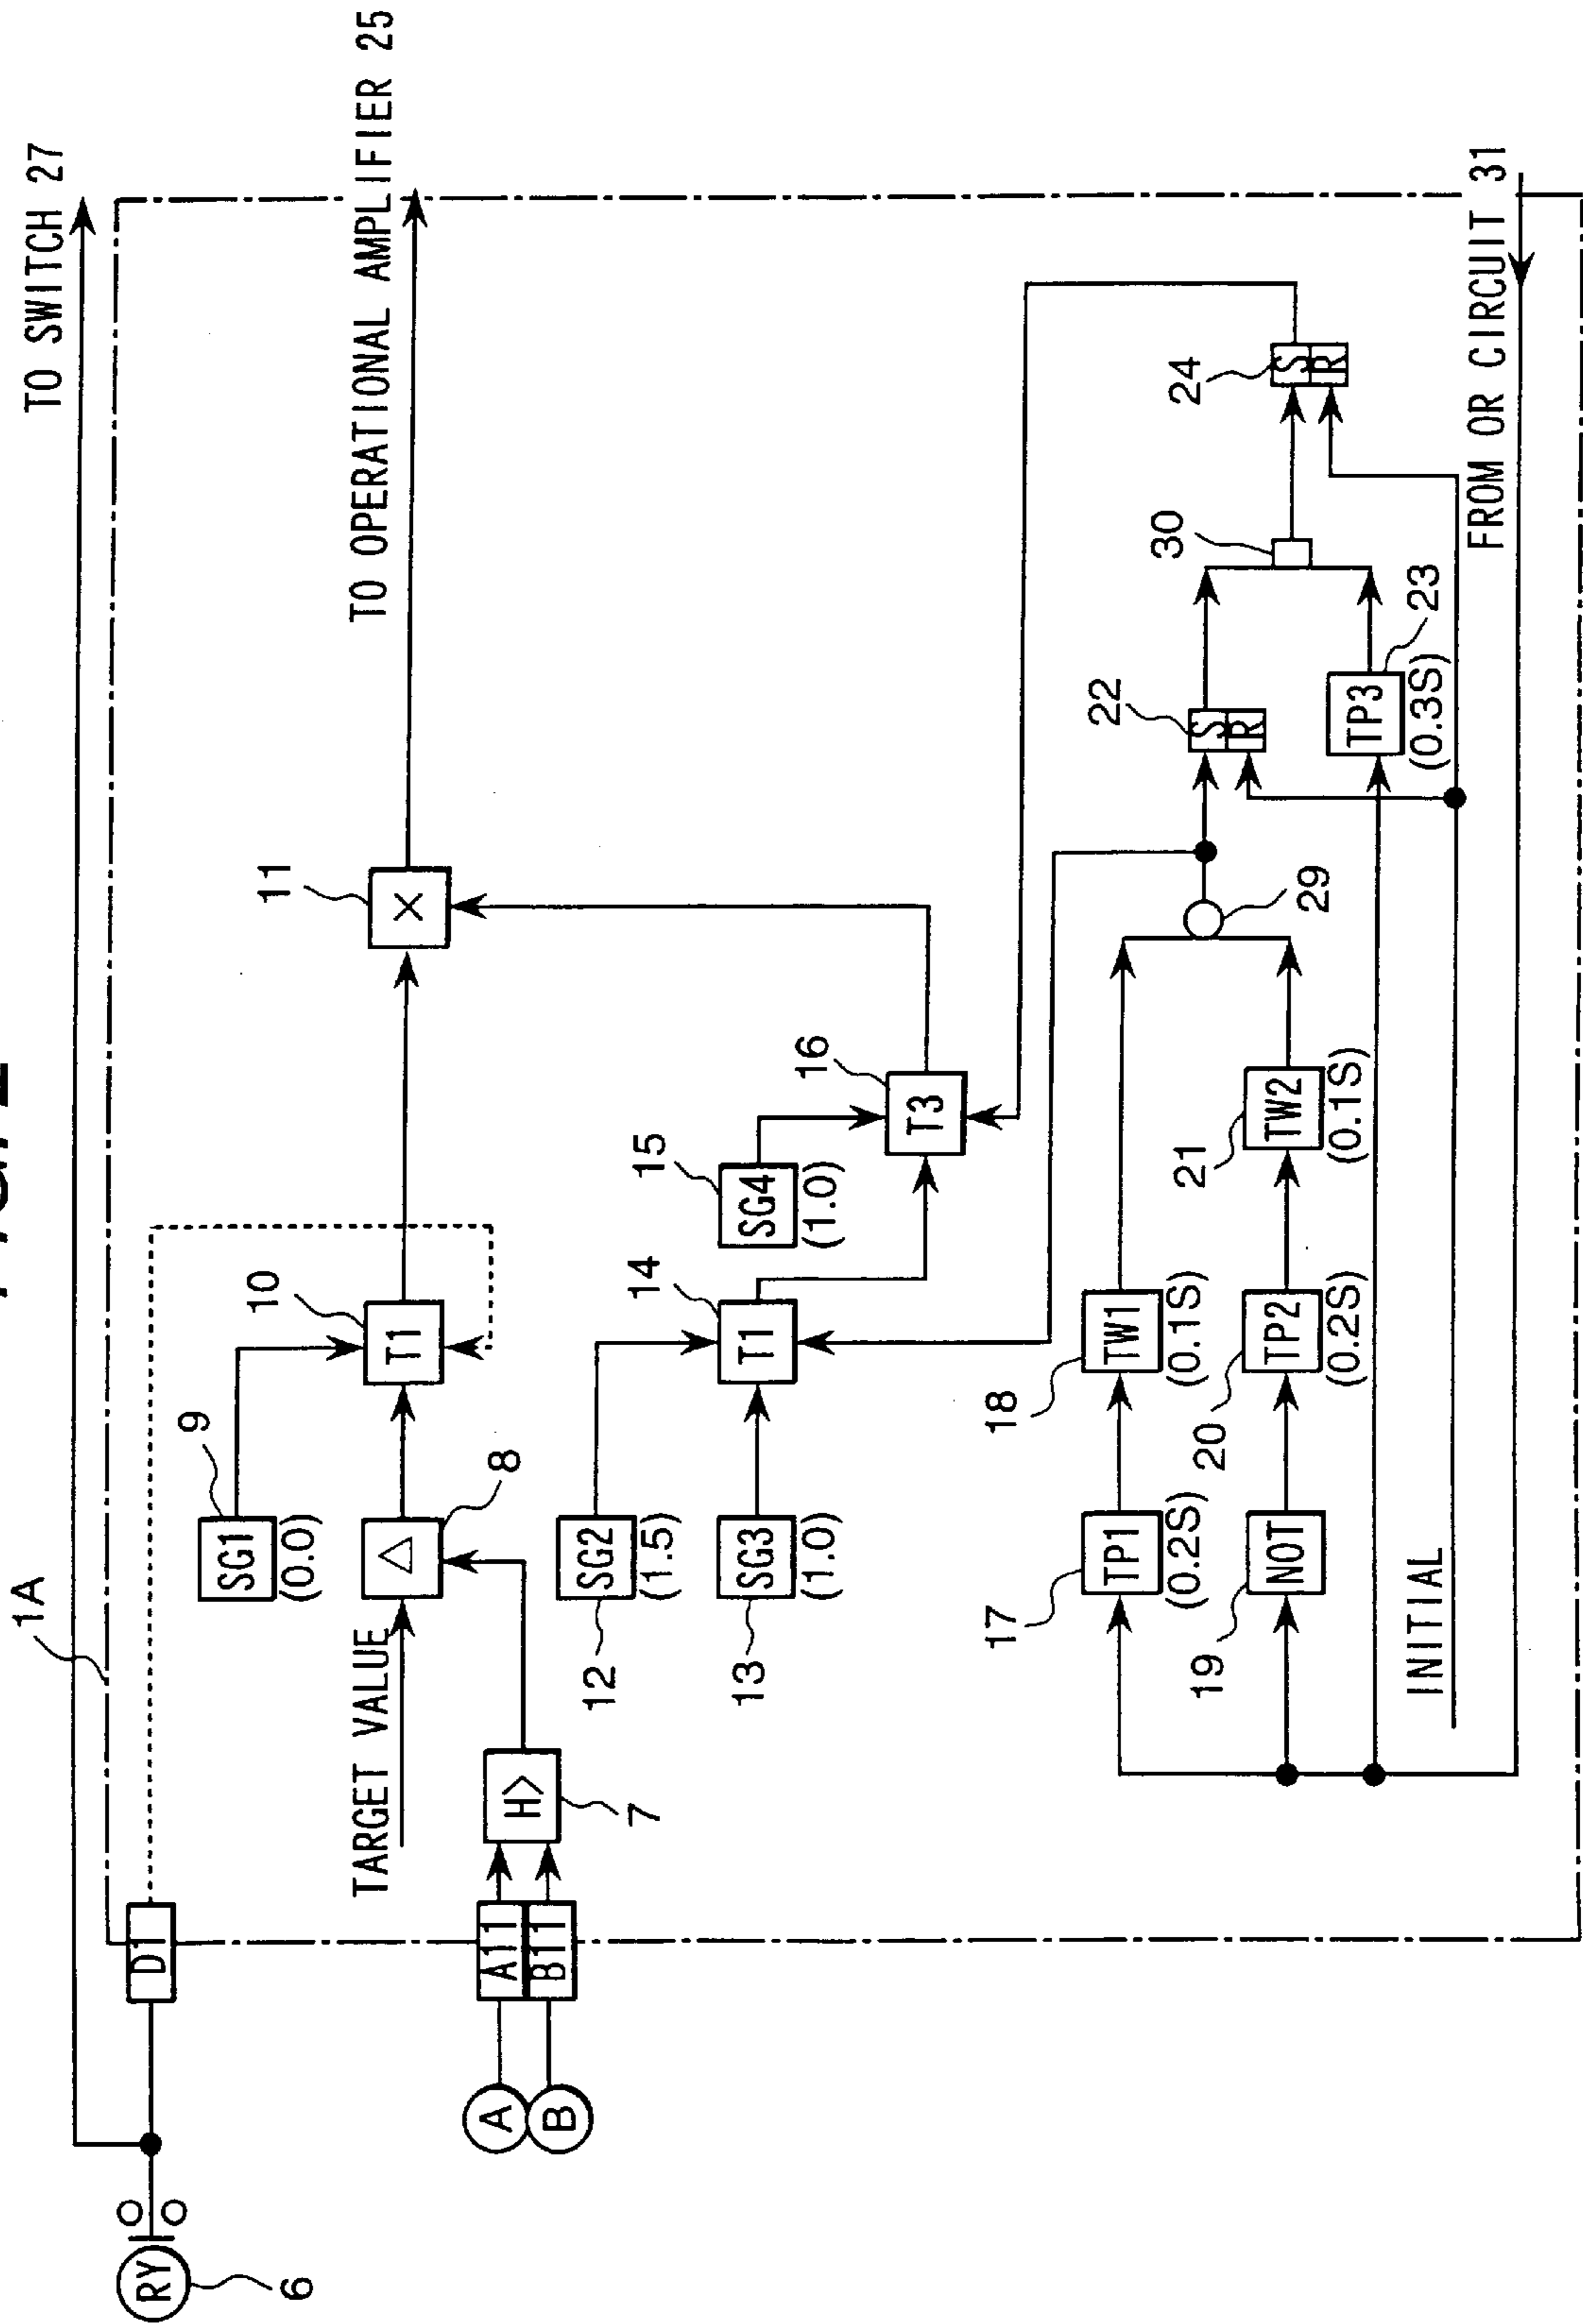 TO SWITCH 27
1A
TO OPERATIONAL AMPLIFIER 25
RY
6
D1
9
SG1
(0.0)
10
T1
11
×
TARGET VALUE
△
8
A
B
A11
B11
H>
7
SG2
(1.5)
12
SG3
(1.0)
13
14
T1
15
SG4
(1.0)
16
T3
17
TP1
(0.2S)
18
TW1
(0.1S)
19
NOT
20
TP2
(0.2S)
21
TW2
(0.1S)
29
22
S
R
TP3
(0.3S)
23
30
24
S
R
INITIAL
FROM OR CIRCUIT 31